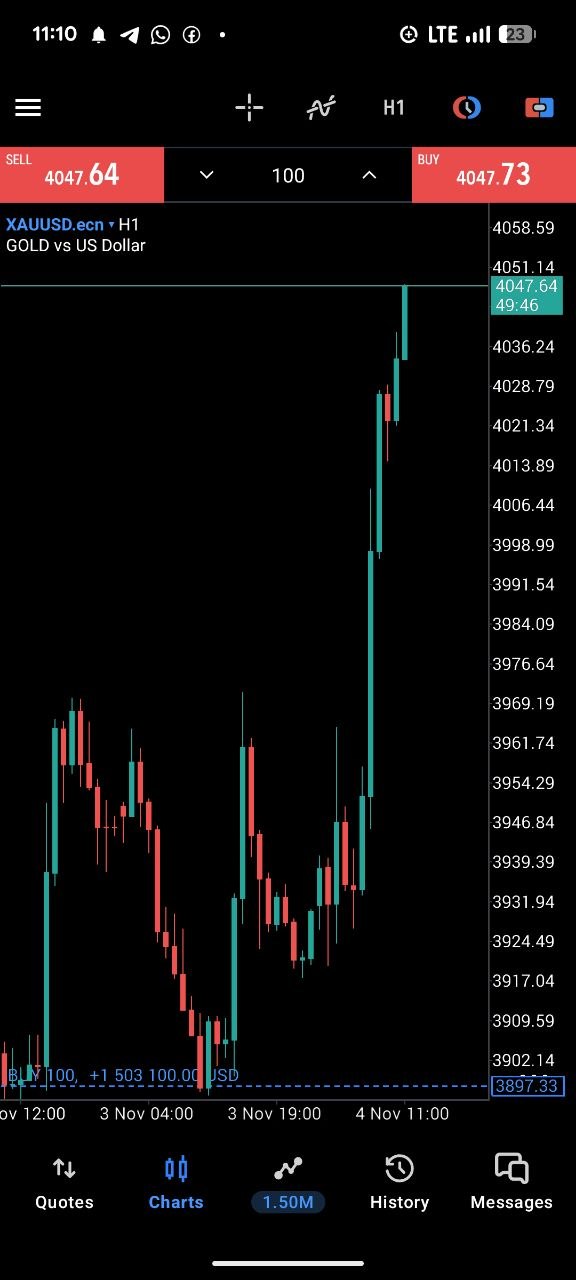 11:10
LTE
23
H1
SELL
4047.64
100
BUY
4047.73
XAUUSD.ecn ▾ H1
GOLD vs US Dollar
4058.59
4051.14
4047.64
49:46
4036.24
4028.79
4021.34
4013.89
4006.44
3998.99
3991.54
3984.09
3976.64
3969.19
3961.74
3954.29
3946.84
3939.39
3931.94
3924.49
3917.04
3909.59
3902.14
BUY 100, +1 503 100.00 USD
3897.33
ov 12:00
3 Nov 04:00
3 Nov 19:00
4 Nov 11:00
Quotes
Charts
1.50M
History
Messages